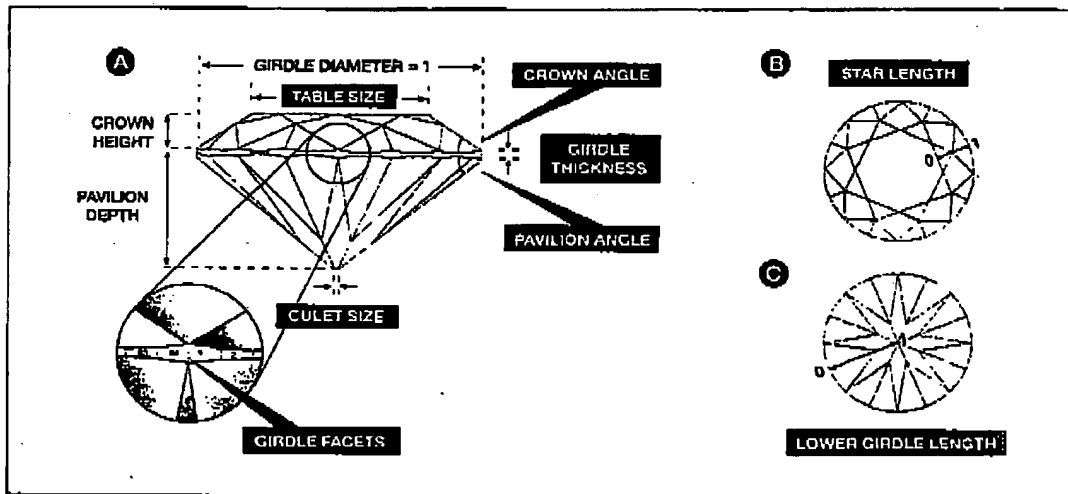 A
GIRDLE DIAMETER = 1
TABLE SIZE
CROWN
HEIGHT
PAVILION
DEPTH
CROWN ANGLE
GIRDLE
THICKNESS
PAVILION ANGLE
CULET SIZE
GIRDLE FACETS
B
STAR LENGTH
0
1
C
0
1
LOWER GIRDLE LENGTH